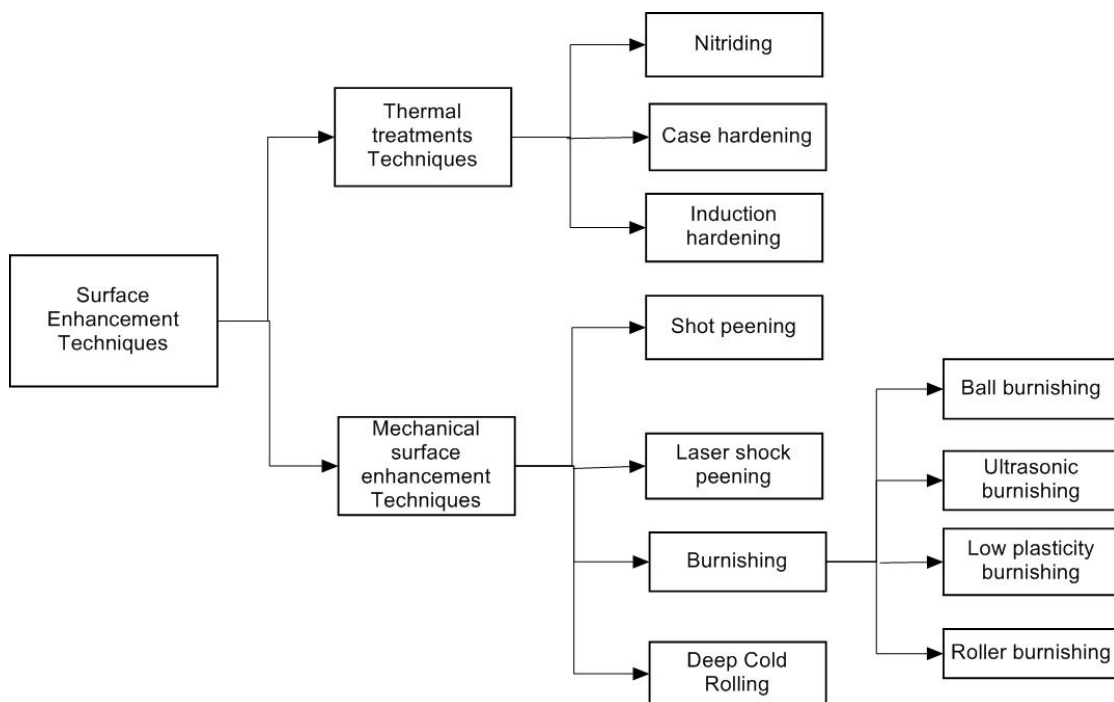 Surface
Enhancement
Techniques
Thermal
treatments
Techniques
Nitriding
Case hardening
Induction
hardening
Mechanical
surface
enhancement
Techniques
Shot peening
Laser shock
peening
Burnishing
Deep Cold
Rolling
Ball burnishing
Ultrasonic
burnishing
Low plasticity
burnishing
Roller burnishing